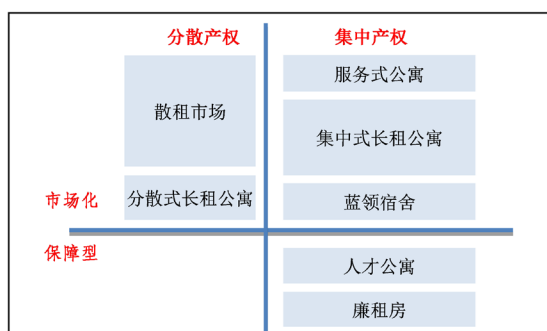 分散产权
集中产权
散租市场
服务式公寓
集中式长租公寓
分散式长租公寓
蓝领宿舍
市场化
保障型
人才公寓
廉租房